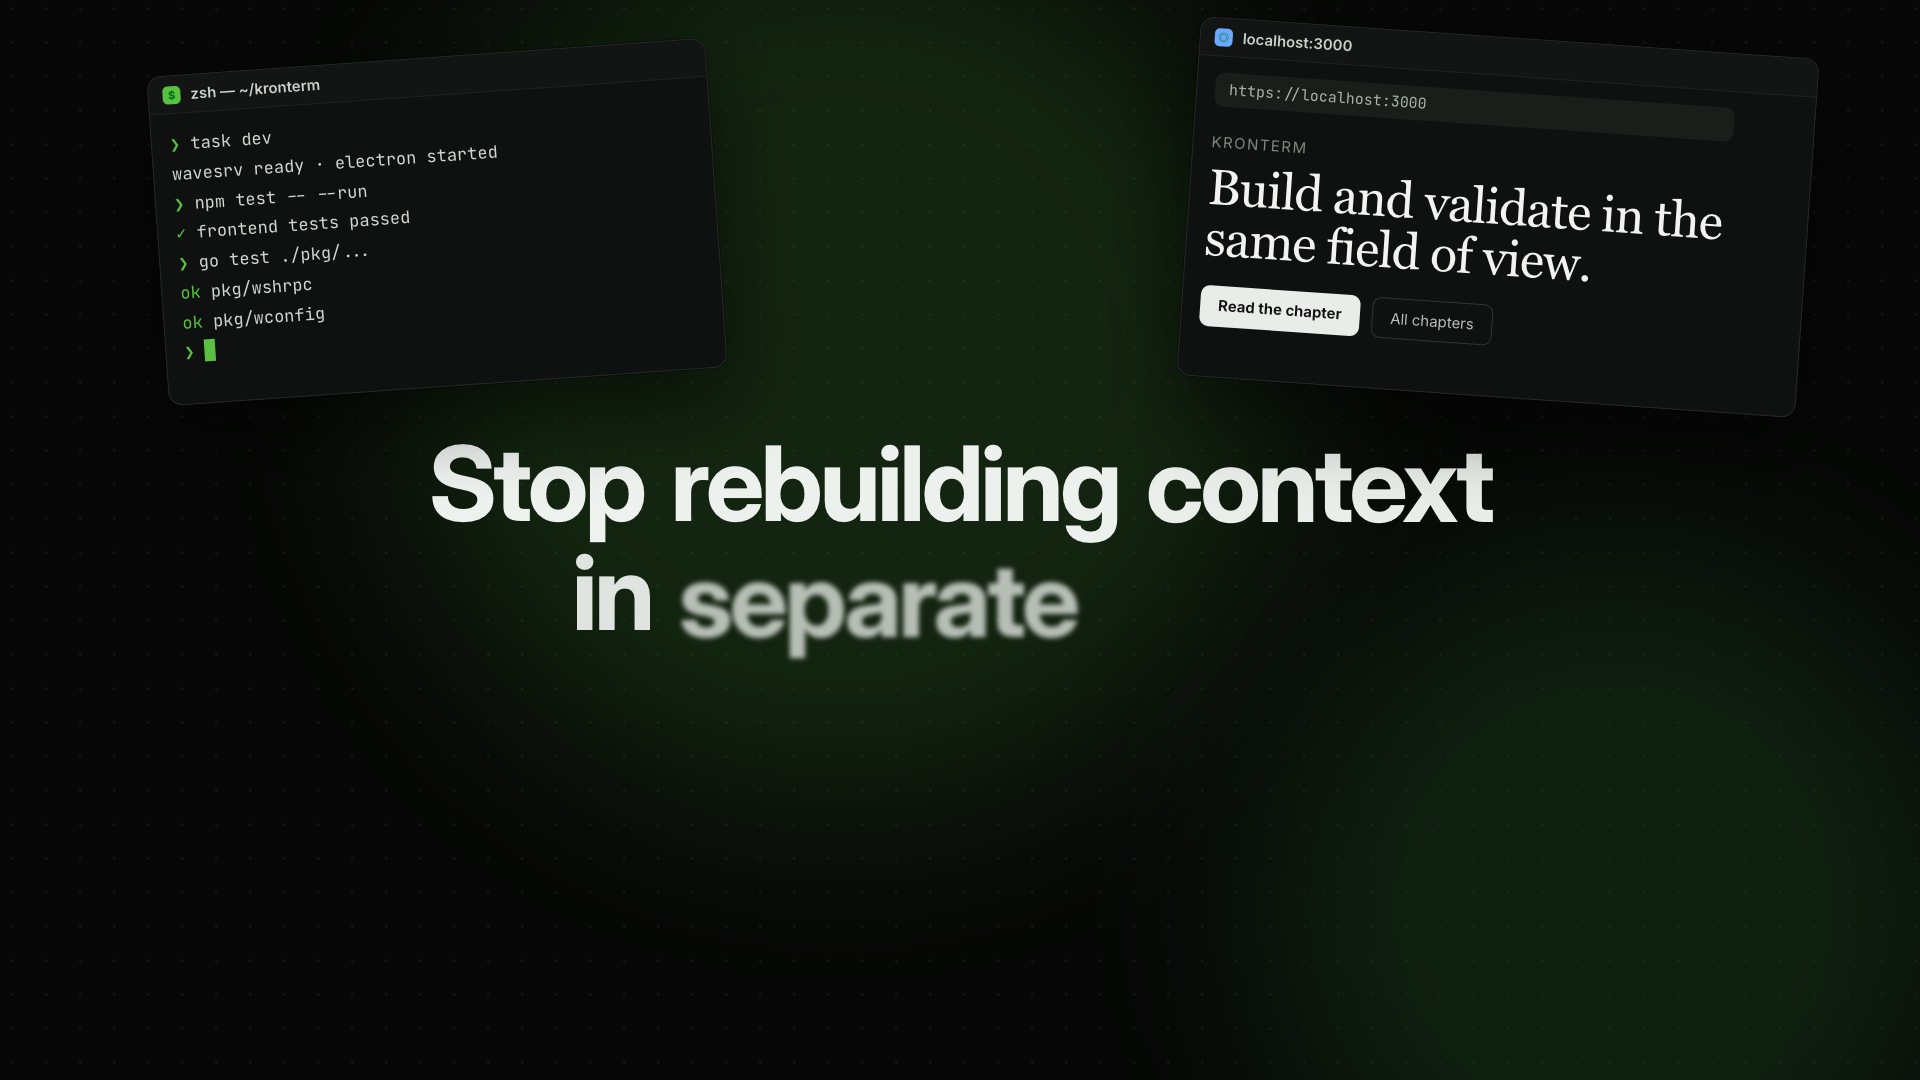 $ zsh — ~/kronterm
❯ task dev
wavesrv ready · electron started
❯ npm test -- --run
✓ frontend tests passed
❯ go test ./pkg/...
ok pkg/wshrpc
ok pkg/wconfig
❯
localhost:3000
https://localhost:3000
KRONTERM
Build and validate in the
same field of view.
Read the chapter
All chapters
Stop rebuilding context
in separate